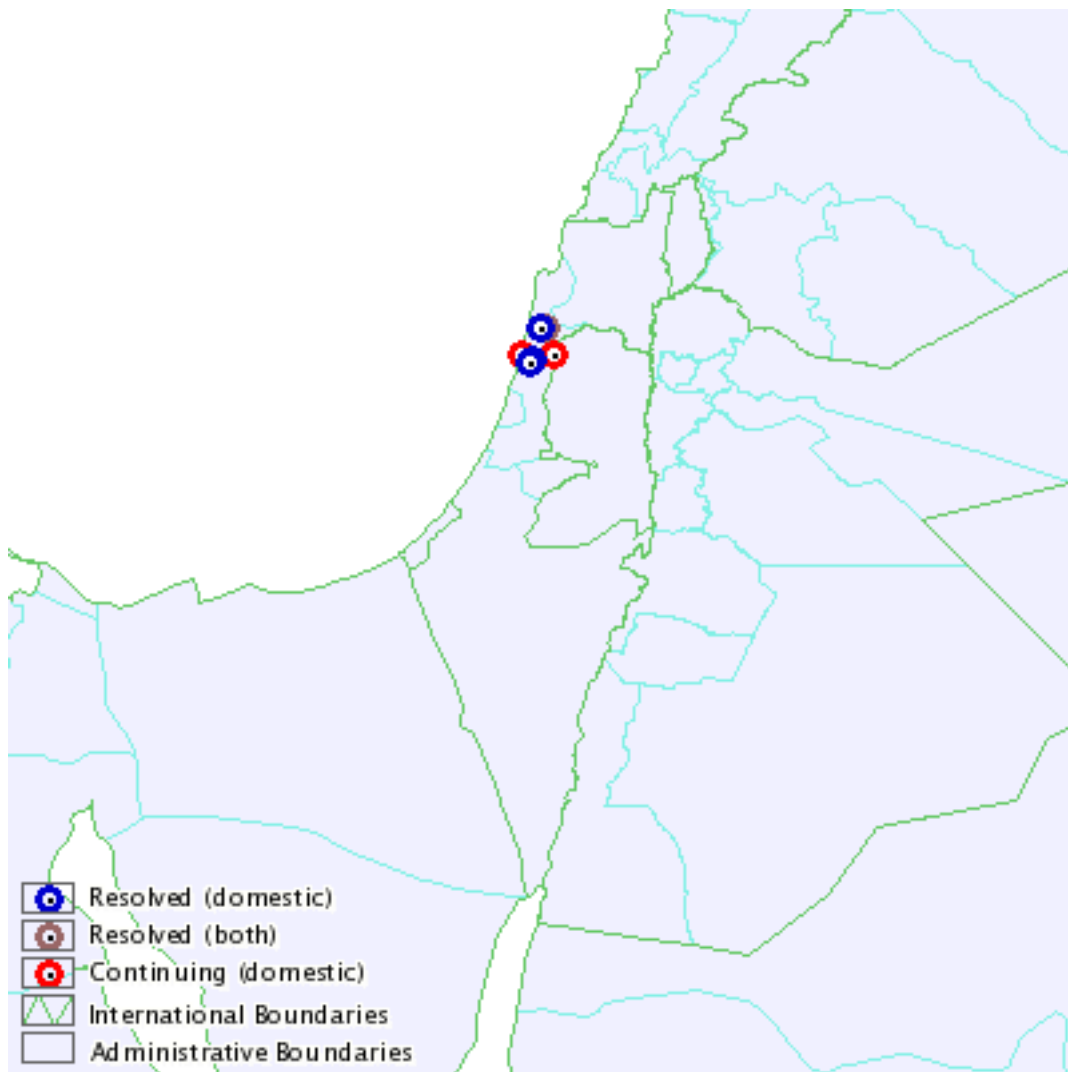 Resolved (domestic)
Resolved (both)
Continuing (domestic)
International Boundaries
Administrative Boundaries